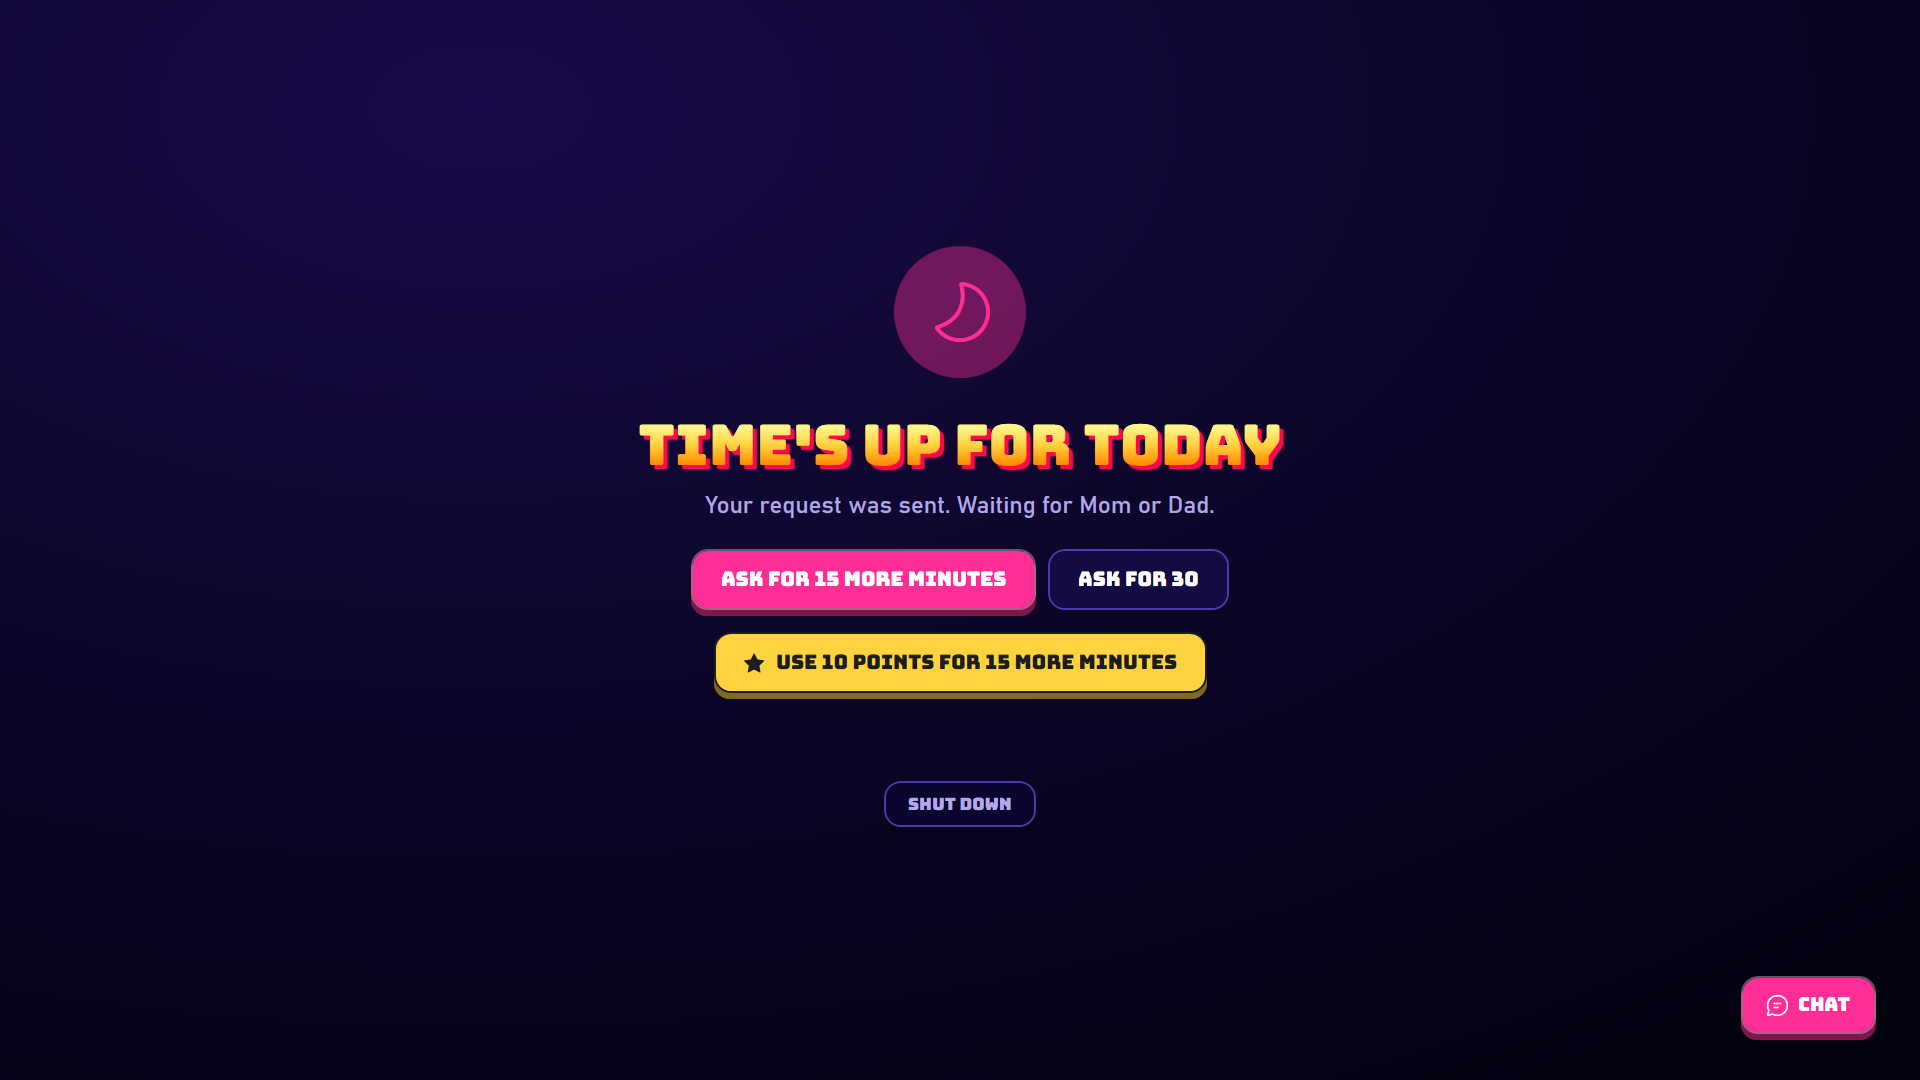 TIME'S UP FOR TODAY
Your request was sent. Waiting for Mom or Dad.
ASK FOR 15 MORE MINUTES
ASK FOR 30
USE 10 POINTS FOR 15 MORE MINUTES
SHUT DOWN
CHAT